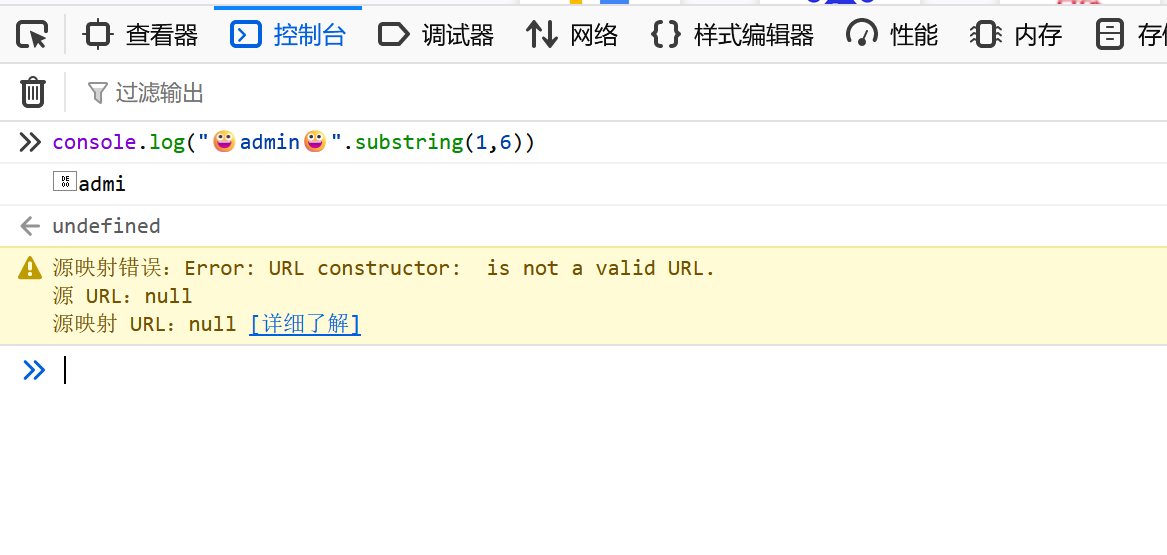 查看器 控制台 调试器 网络 样式编辑器 性能 内存
过滤输出
console.log("😀admin😀".substring(1,6))
admi
undefined
源映射错误：Error: URL constructor:  is not a valid URL.
源 URL：null
源映射 URL：null [详细了解]